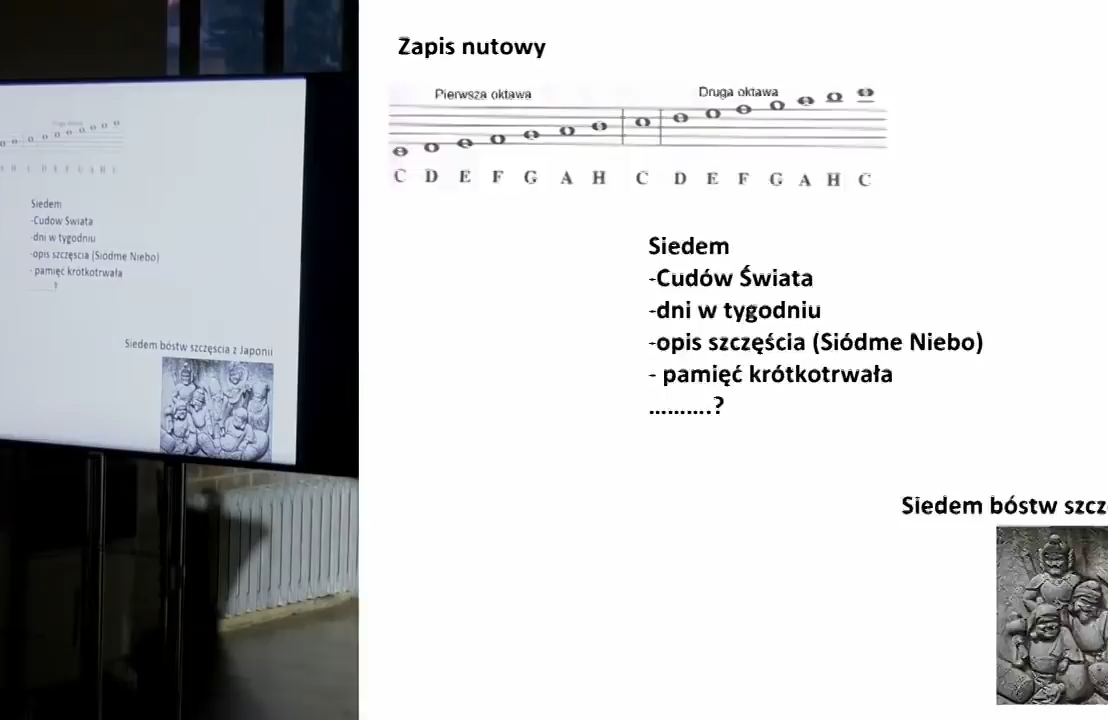 Zapis nutowy
Pierwsza oktawa
Druga oktawa
C D E F G A H C D E F G A H C
Siedem
-Cudów Świata
-dni w tygodniu
-opis szczęścia (Siódme Niebo)
- pamięć krótkotrwała
……….?
Siedem bóstw szcz
Siedem
-Cudów Świata
-dni w tygodniu
-opis szczęścia (Siódme Niebo)
- pamięć krótkotrwała
……….?
Siedem bóstw szczęścia z Japonii